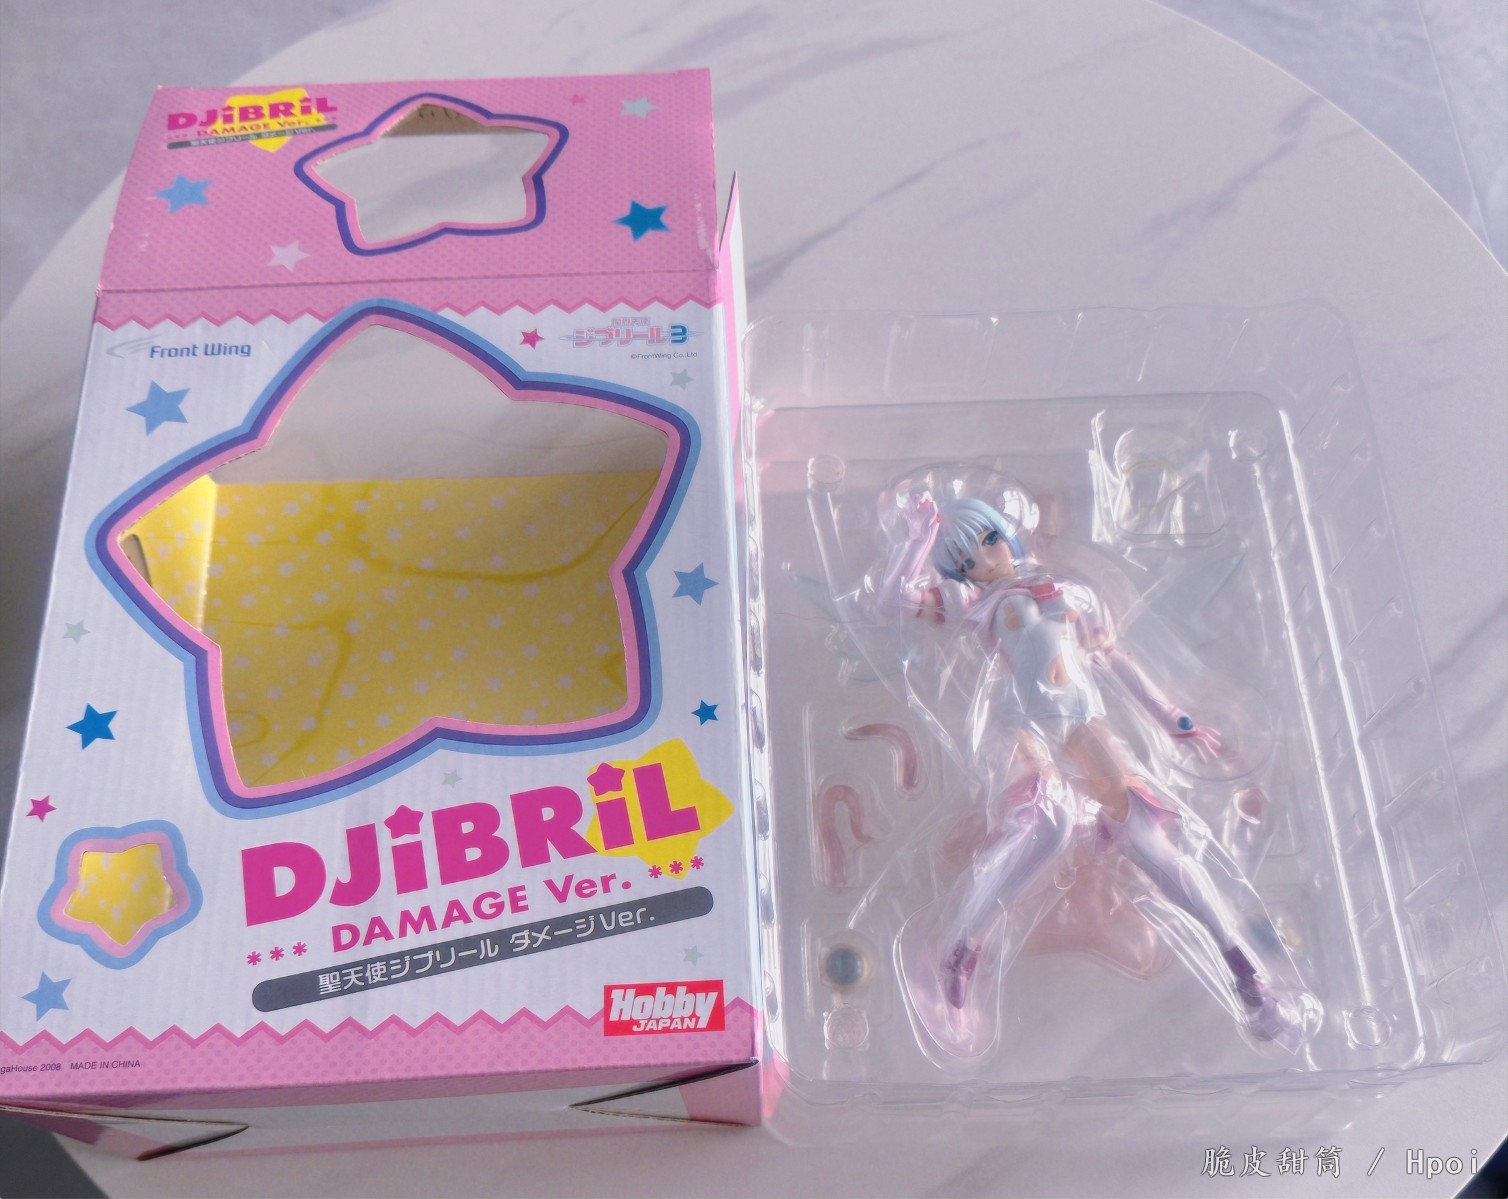 DJiBRiL
*** DAMAGE Ver. ***
聖天使ジブリール ダメージVer.
Front Wing
ジブリール3
©FrontWing Co.,Ltd
DJiBRiL
*** DAMAGE Ver. ***
聖天使ジブリール ダメージVer.
Hobby
JAPAN
gaHouse 2008 MADE IN CHINA
脆皮甜筒 / Hpoi